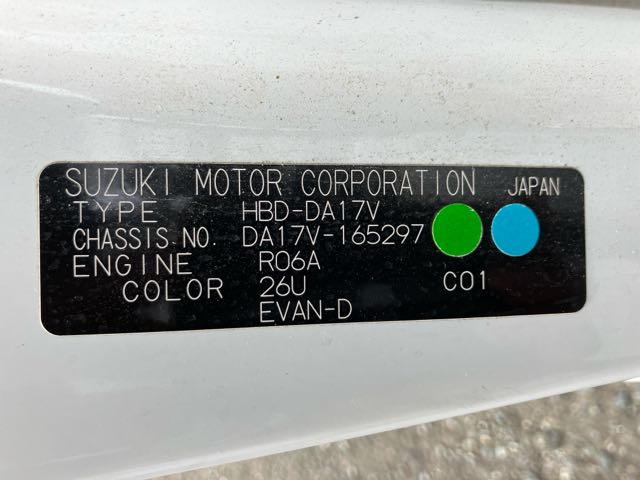 SUZUKI MOTOR CORPORATION JAPAN
TYPE HBD-DA17V
CHASSIS NO. DA17V-165297
ENGINE R06A
COLOR 26U C01
EVAN-D